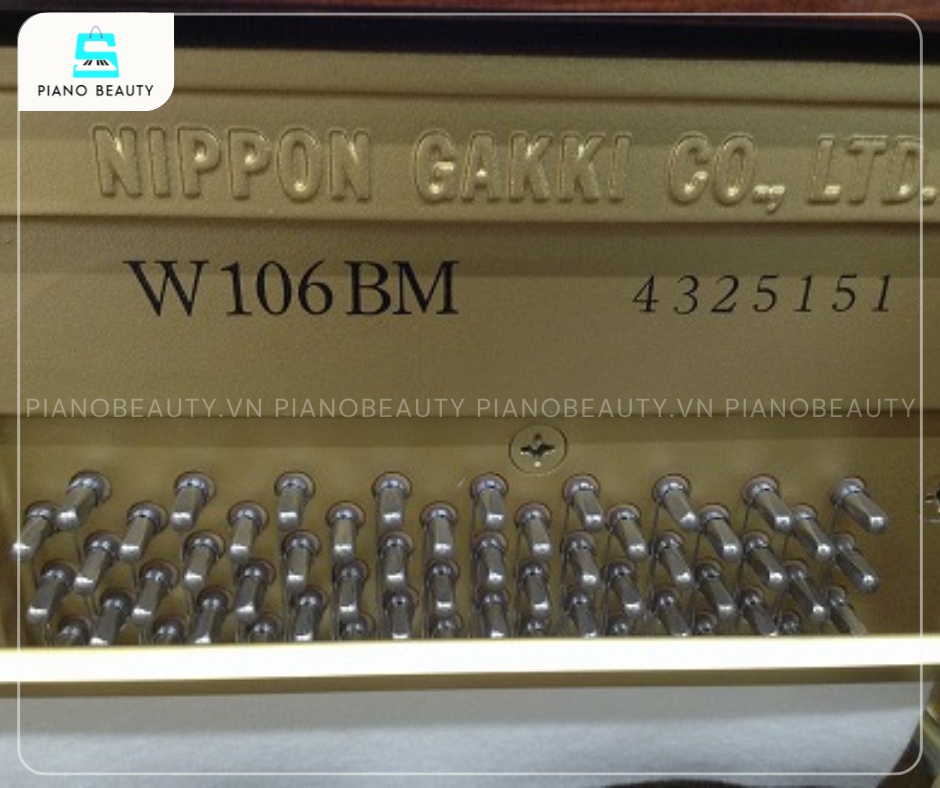 PIANO BEAUTY
NIPPON GAKKI CO., LTD.
W106BM 4325151
PIANOBEAUTY.VN PIANOBEAUTY PIANOBEAUTY.VN PIANOBEAUTY